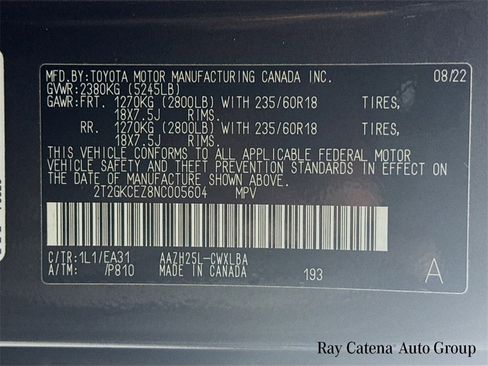 MFD.BY:TOYOTA MOTOR MANUFACTURING CANADA INC. 08/22
GVWR:2380KG (5245LB)
GAWR:FRT. 1270KG (2800LB) WITH 235/60R18 TIRES,
18X7.5J RIMS.
RR. 1270KG (2800LB) WITH 235/60R18 TIRES,
18X7.5J RIMS.
THIS VEHICLE CONFORMS TO ALL APPLICABLE FEDERAL MOTOR
VEHICLE SAFETY AND THEFT PREVENTION STANDARDS IN EFFECT
ON THE DATE OF MANUFACTURE SHOWN ABOVE.
2T2GKCEZ8NC005604 MPV
C/TR:1L1/EA31 AAZH25L-CWXLBA
A/TM: /P810 MADE IN CANADA 193 A
Ray Catena Auto Group